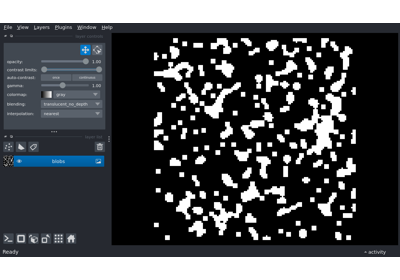 File View Layers Plugins Window Help
opacity: 1.00
contrast limits:
auto-contrast: once continuous
gamma: 1.00
colormap: gray
blending: translucent_no_depth
interpolation: nearest
blobs
Ready
activity